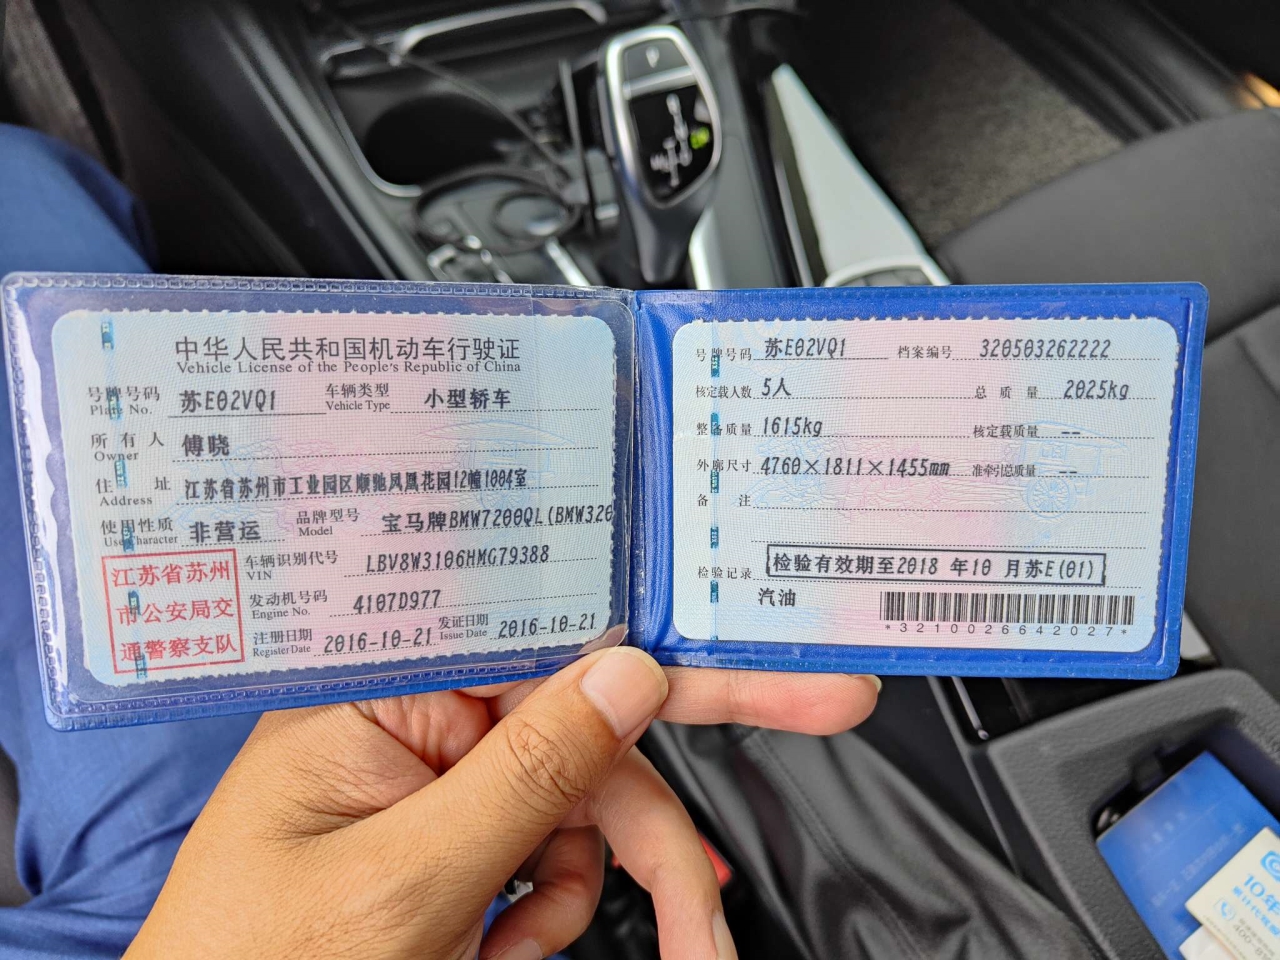 中华人民共和国机动车行驶证
Vehicle License of the People's Republic of China
号牌号码 苏E02VQ1 车辆类型 小型轿车
Plate No. Vehicle Type
所有人 傅晓
Owner
住址 江苏省苏州市工业园区顺驰凤凰花园12幢1004室
Address
使用性质 非营运 品牌型号 宝马牌BMW7200QL(BMW320
Use Character Model
江苏省苏州
市公安局交
通警察支队
车辆识别代号 LBV8W3106HMG79388
VIN
发动机号码 4107D977
Engine No.
注册日期 2016-10-21 发证日期 2016-10-21
Register Date Issue Date
号牌号码 苏E02VQ1 档案编号 320503262222
核定载人数 5人 总质量 2025kg
整备质量 1615kg 核定载质量 --
外廓尺寸 4760×1811×1455mm 准牵引总质量 --
备注
检验记录 检验有效期至2018 年10 月苏E(01)
汽油
*3210026642027*
10年